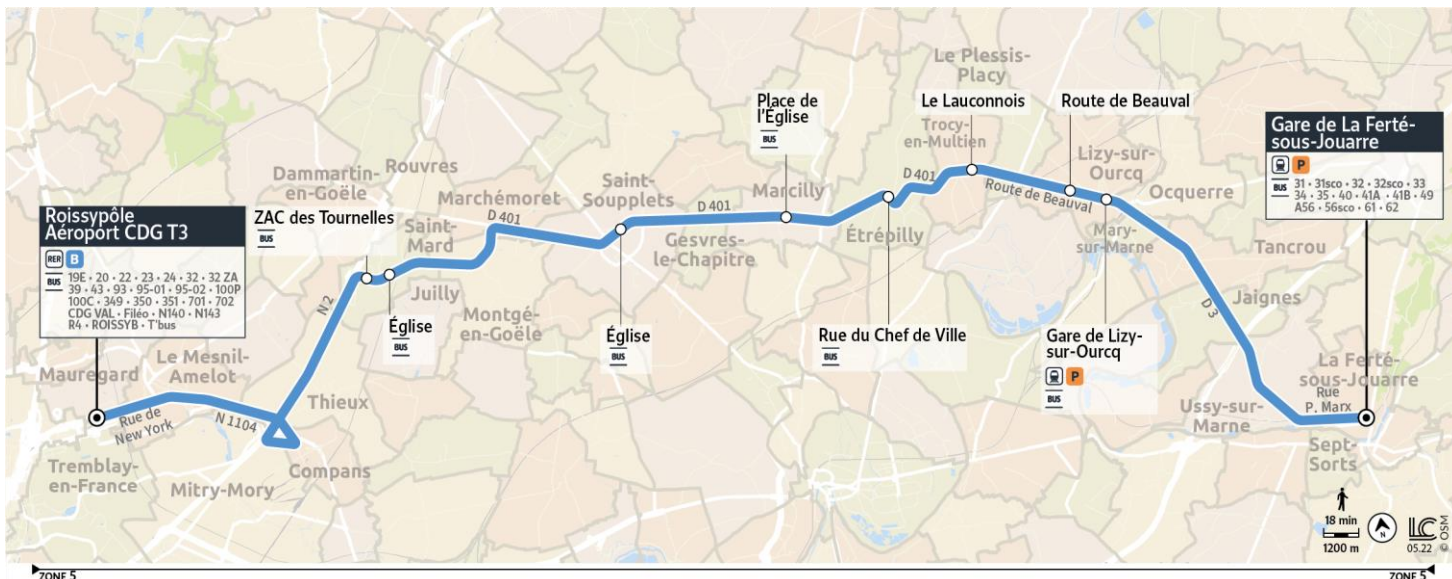 Roissypôle
Aéroport CDG T3
RER B
BUS
19E • 20 • 22 • 23 • 24 • 32 • 32 ZA
39 • 43 • 93 • 95-01 • 95-02 • 100P
100C • 349 • 350 • 351 • 701 • 702
CDG VAL • Filéo • N140 • N143
R4 • ROISSYB • T'bus
Mauregard
Rue de
New York
Tremblay-
en-France
Le Mesnil-
Amelot
N 1104
Mitry-Mory
Compans
Thieux
N 2
Dammartin-
en-Goële
Rouvres
ZAC des Tournelles
BUS
Saint-
Mard
Église
BUS
Juilly
Marchémoret
D 401
Montgé-
en-Goële
Saint-
Soupplets
Église
BUS
D 401
Gesvres-
le-Chapitre
Place de
l'Église
BUS
Marcilly
Étrépilly
Rue du Chef de Ville
BUS
D 401
Le Plessis-
Placy
Le Lauconnois
Trocy-
en-Multien
Route de Beauval
Route de Beauval
Lizy-sur-
Ourcq
Ocquerre
Mary-
sur-Marne
Gare de Lizy-
sur-Ourcq
P
BUS
Tancrou
D 3
Jaignes
Ussy-sur-
Marne
Gare de La Ferté-
sous-Jouarre
P
BUS
31 • 31sco • 32 • 32sco • 33
34 • 35 • 40 • 41A • 41B • 49
A56 • 56sco • 61 • 62
La Ferté-
sous-Jouarre
Rue
P. Marx
Sept-
Sorts
18 min
1200 m
N
LC
05.22
© OSM
ZONE 5
ZONE 5